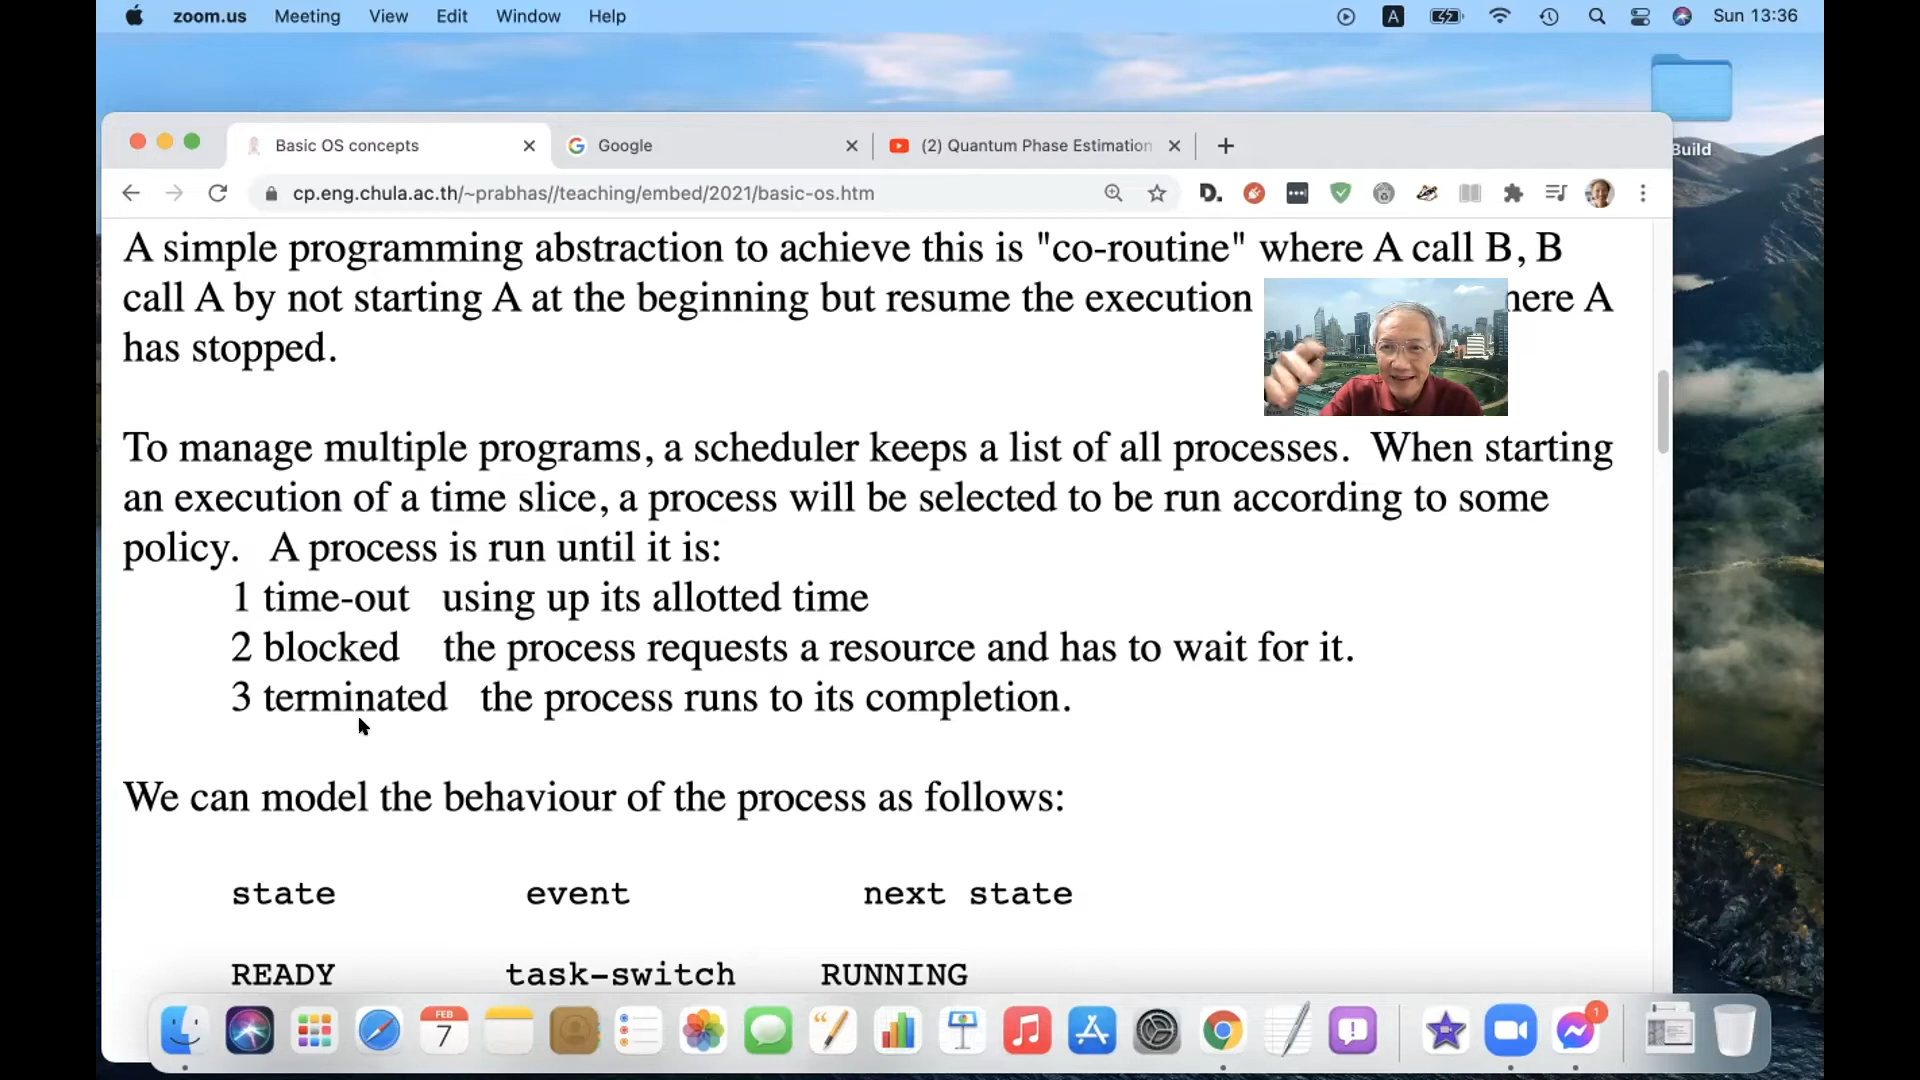 zoom.us Meeting View Edit Window Help A Sun 13:36
Build
Basic OS concepts Google (2) Quantum Phase Estimation
cp.eng.chula.ac.th/~prabhas//teaching/embed/2021/basic-os.htm D.
A simple programming abstraction to achieve this is "co-routine" where A call B, B
call A by not starting A at the beginning but resume the execution here A
has stopped.
To manage multiple programs, a scheduler keeps a list of all processes. When starting
an execution of a time slice, a process will be selected to be run according to some
policy. A process is run until it is:
1 time-out using up its allotted time
2 blocked the process requests a resource and has to wait for it.
3 terminated the process runs to its completion.
We can model the behaviour of the process as follows:
state event next state
READY task-switch RUNNING
FEB
7
1